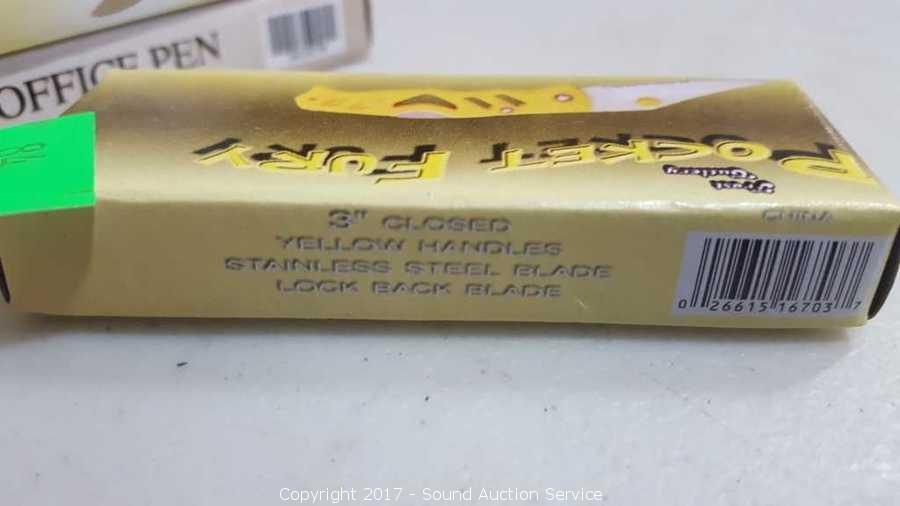 OFFICE PEN
POCKET FURY
Frost
Cutlery
3" CLOSED
YELLOW HANDLES
STAINLESS STEEL BLADE
LOCK BACK BLADE
CHINA
0 26615 16703 7
Copyright 2017 - Sound Auction Service